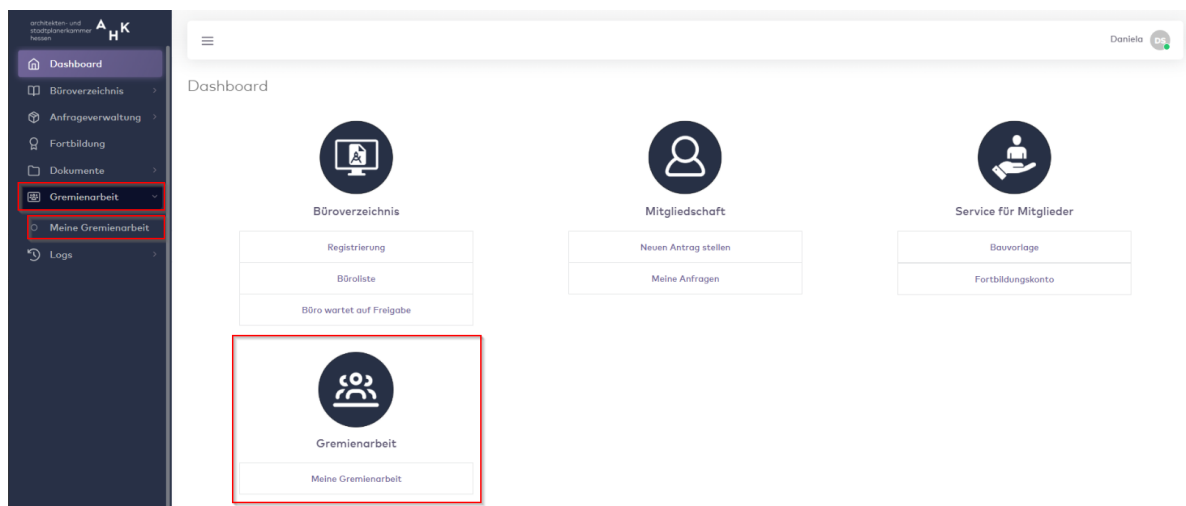 architekten- und
stadtplanerkammer
hessen
AHK
Dashboard
Büroverzeichnis
Anfrageverwaltung
Fortbildung
Dokumente
Gremienarbeit
Meine Gremienarbeit
Logs
Daniela DS
Dashboard
Büroverzeichnis
Registrierung
Büroliste
Büro wartet auf Freigabe
Mitgliedschaft
Neuen Antrag stellen
Meine Anfragen
Service für Mitglieder
Bauvorlage
Fortbildungskonto
Gremienarbeit
Meine Gremienarbeit